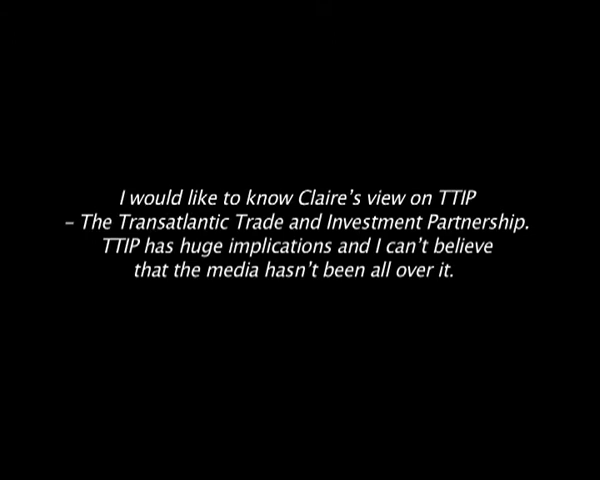 I would like to know Claire’s view on TTIP
– The Transatlantic Trade and Investment Partnership.
TTIP has huge implications and I can’t believe
that the media hasn’t been all over it.